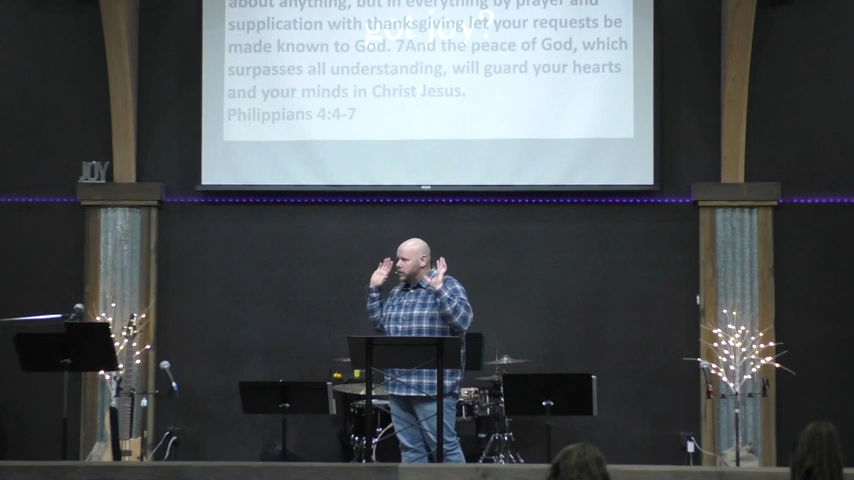 about anything, but in everything by prayer and
supplication with thanksgiving let your requests be
got joy?
made known to God. 7And the peace of God, which
surpasses all understanding, will guard your hearts
and your minds in Christ Jesus.
Philippians 4:4-7
JOY